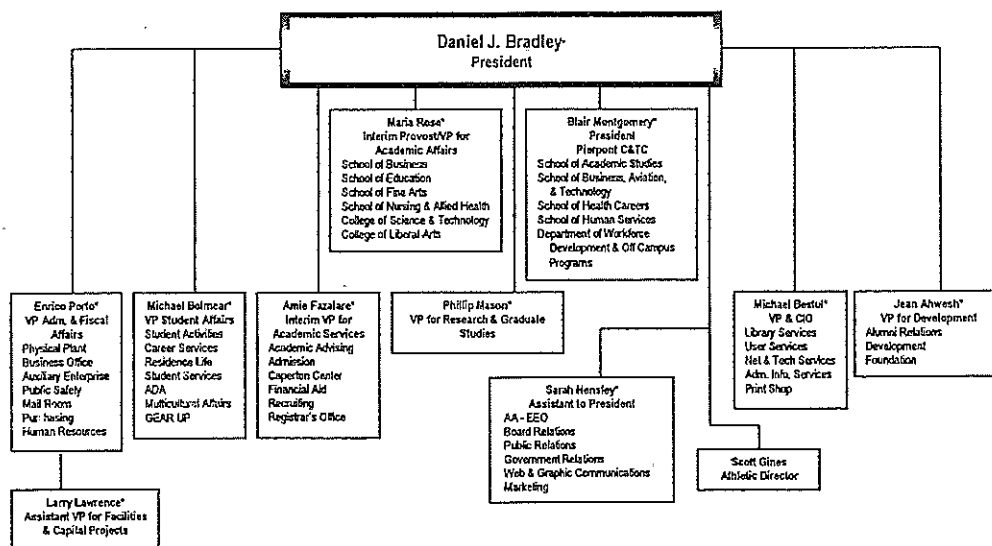 Daniel J. Bradley
President
Maria Rose*
Interim Provost/VP for
Academic Affairs
School of Business
School of Education
School of Fine Arts
School of Nursing & Allied Health
College of Science & Technology
College of Liberal Arts
Blair Montgomery*
President
Pierpont C&TC
School of Academic Studies
School of Business, Aviation,
& Technology
School of Health Careers
School of Human Services
Department of Workforce
Development & Off Campus
Programs
Enrico Porto*
VP Adm. & Fiscal
Affairs
Physical Plant
Business Office
Auxiliary Enterprise
Public Safety
Mail Room
Purchasing
Human Resources
Michael Belmear*
VP Student Affairs
Student Activities
Career Services
Residence Life
Student Services
ADA
Multicultural Affairs
GEAR UP
Amie Fazalare*
Interim VP for
Academic Services
Academic Advising
Admission
Caperton Center
Financial Aid
Recruiting
Registrar's Office
Phillip Mason*
VP for Research & Graduate
Studies
Michael Bestul*
VP & CIO
Library Services
User Services
Net & Tech Services
Adm. Info. Services
Print Shop
Jean Ahwesh*
VP for Development
Alumni Relations
Development
Foundation
Sarah Hensley*
Assistant to President
AA - EEO
Board Relations
Public Relations
Government Relations
Web & Graphic Communications
Marketing
Scott Gines
Athletic Director
Larry Lawrence*
Assistant VP for Facilities
& Capital Projects